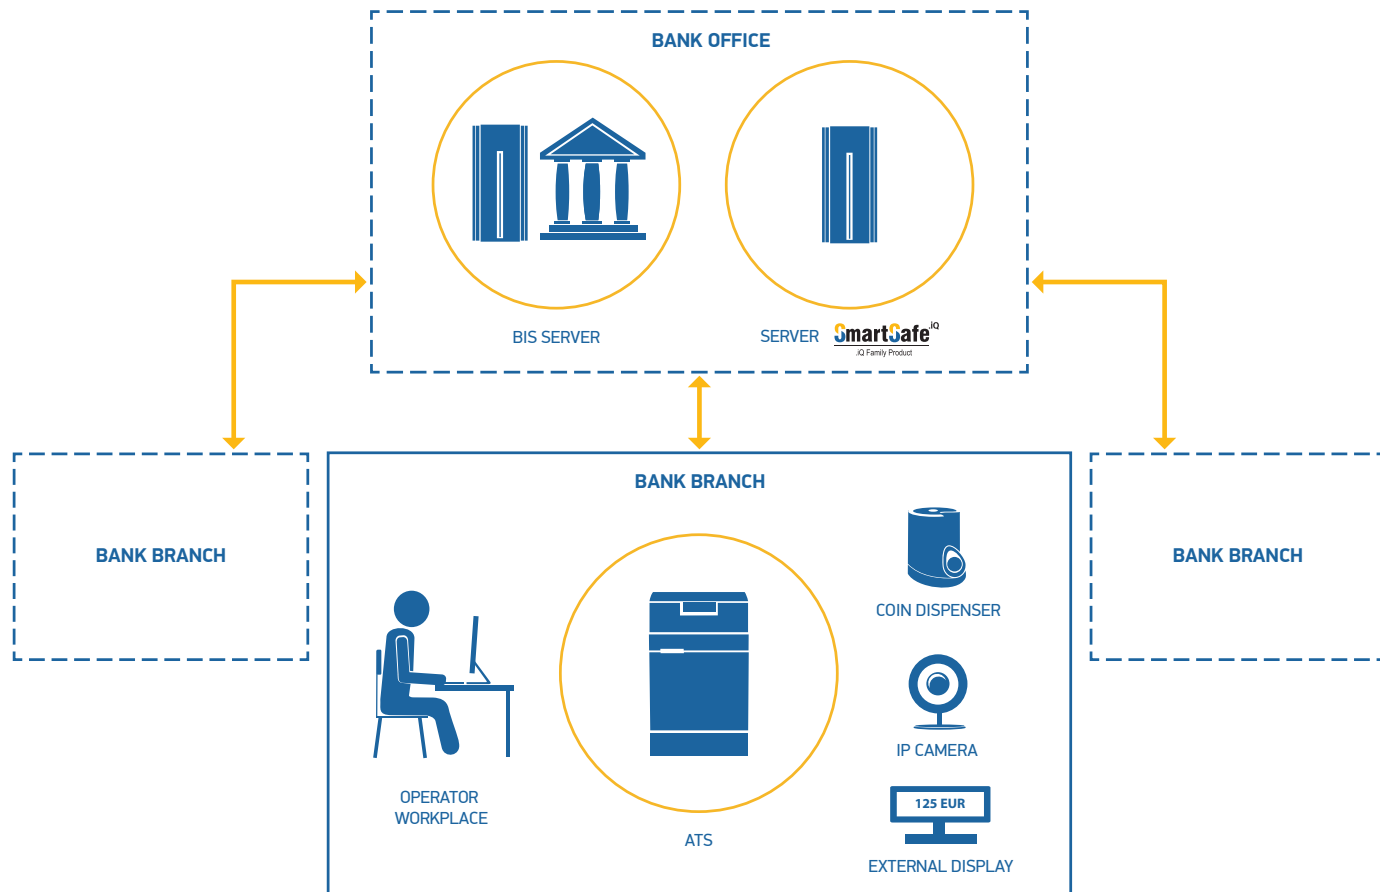 BANK OFFICE
BIS SERVER
SERVER SmartSafe .iQ
.iQ Family Product
BANK BRANCH
BANK BRANCH
BANK BRANCH
OPERATOR
WORKPLACE
ATS
COIN DISPENSER
IP CAMERA
125 EUR
EXTERNAL DISPLAY